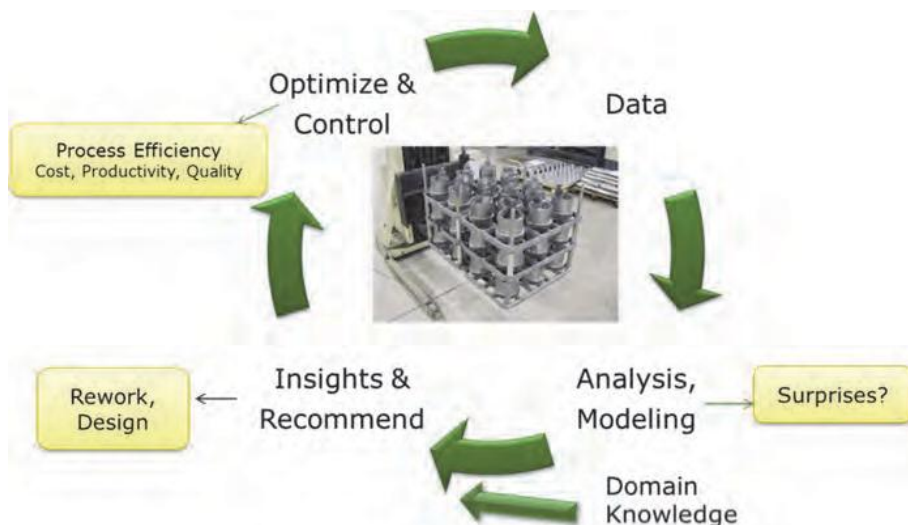 Optimize &
Control
Data
Process Efficiency
Cost, Productivity, Quality
Insights &
Recommend
Analysis,
Modeling
Rework,
Design
Surprises?
Domain
Knowledge